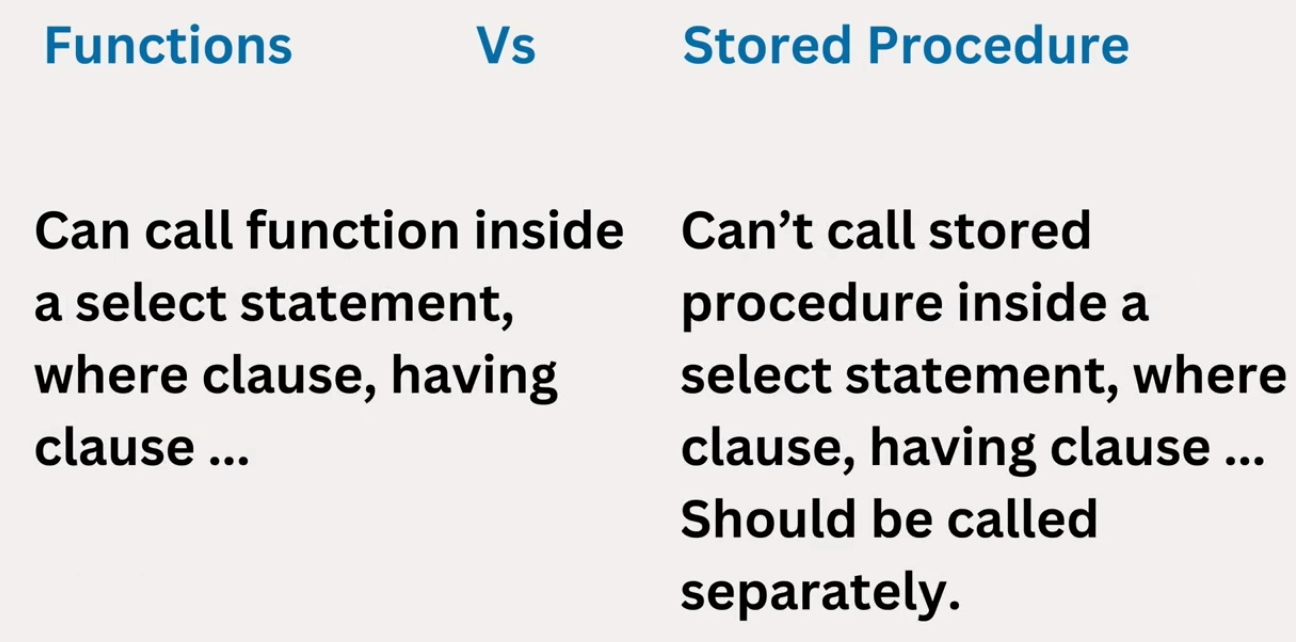 Functions Vs Stored Procedure
Can call function inside
a select statement,
where clause, having
clause ...
Can’t call stored
procedure inside a
select statement, where
clause, having clause ...
Should be called
separately.